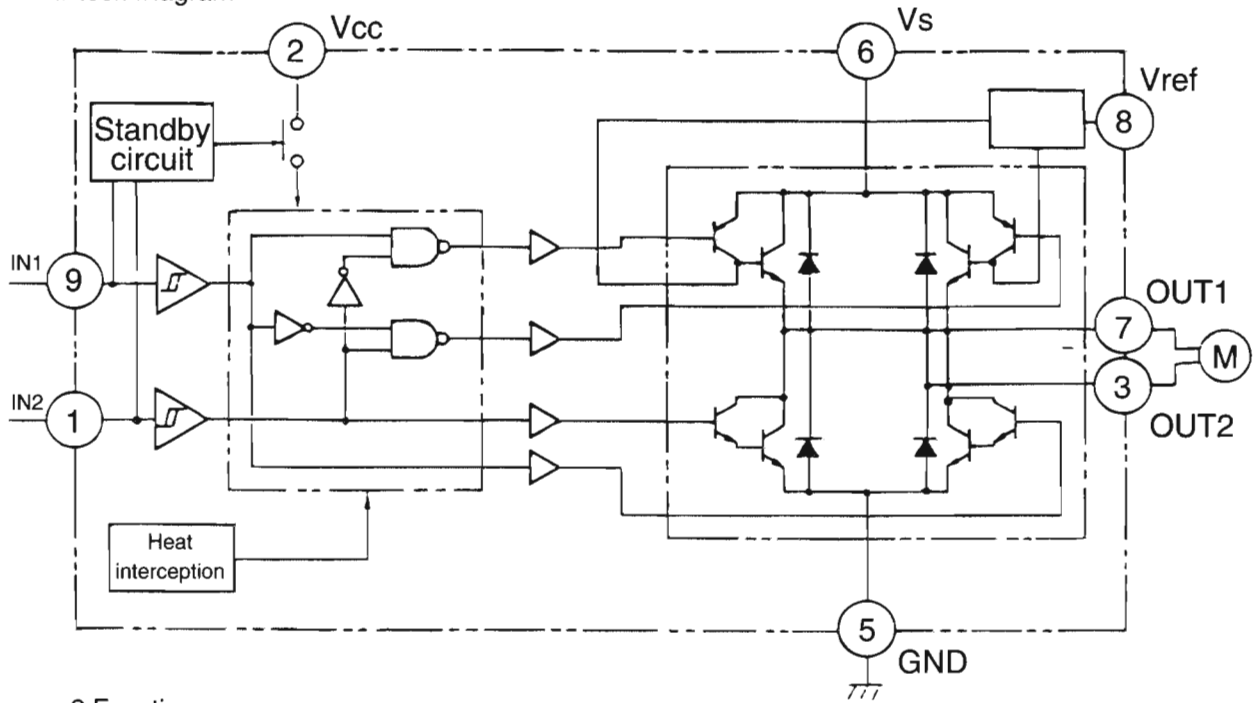 Vcc
2
Vs
6
Vref
8
Standby
circuit
IN1
9
OUT1
7
M
3
OUT2
IN2
1
Heat
interception
5
GND